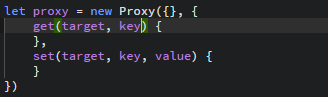 let proxy = new Proxy({}, {
    get(target, key) {
    },
    set(target, key, value) {
    }
})